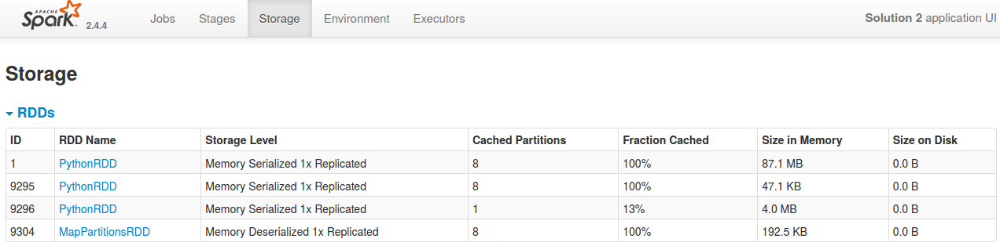 APACHE
Spark 2.4.4 Jobs Stages Storage Environment Executors Solution 2 application UI
Storage
RDDs
ID RDD Name Storage Level Cached Partitions Fraction Cached Size in Memory Size on Disk
1 PythonRDD Memory Serialized 1x Replicated 8 100% 87.1 MB 0.0 B
9295 PythonRDD Memory Serialized 1x Replicated 8 100% 47.1 KB 0.0 B
9296 PythonRDD Memory Serialized 1x Replicated 1 13% 4.0 MB 0.0 B
9304 MapPartitionsRDD Memory Deserialized 1x Replicated 8 100% 192.5 KB 0.0 B